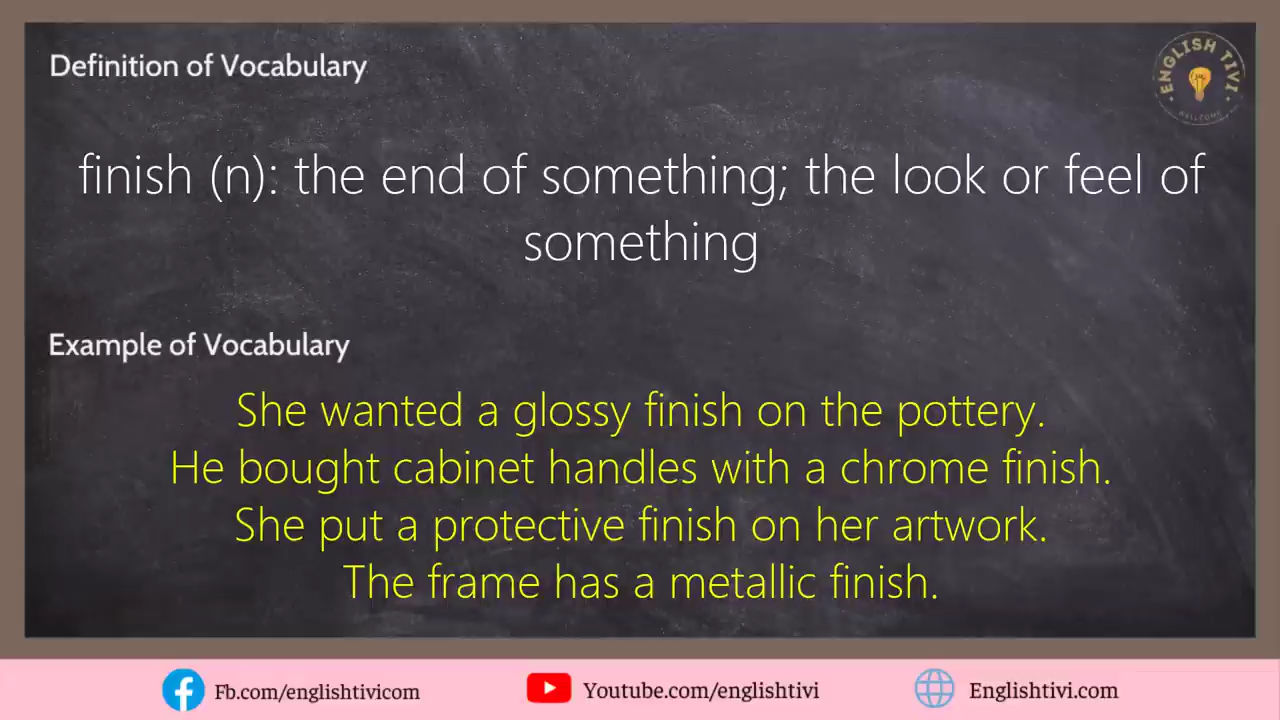 Definition of Vocabulary
ENGLISH TIVI
WELLCOME
finish (n): the end of something; the look or feel of
something
Example of Vocabulary
She wanted a glossy finish on the pottery.
He bought cabinet handles with a chrome finish.
She put a protective finish on her artwork.
The frame has a metallic finish.
Fb.com/englishtivicom
Youtube.com/englishtivi
Englishtivi.com